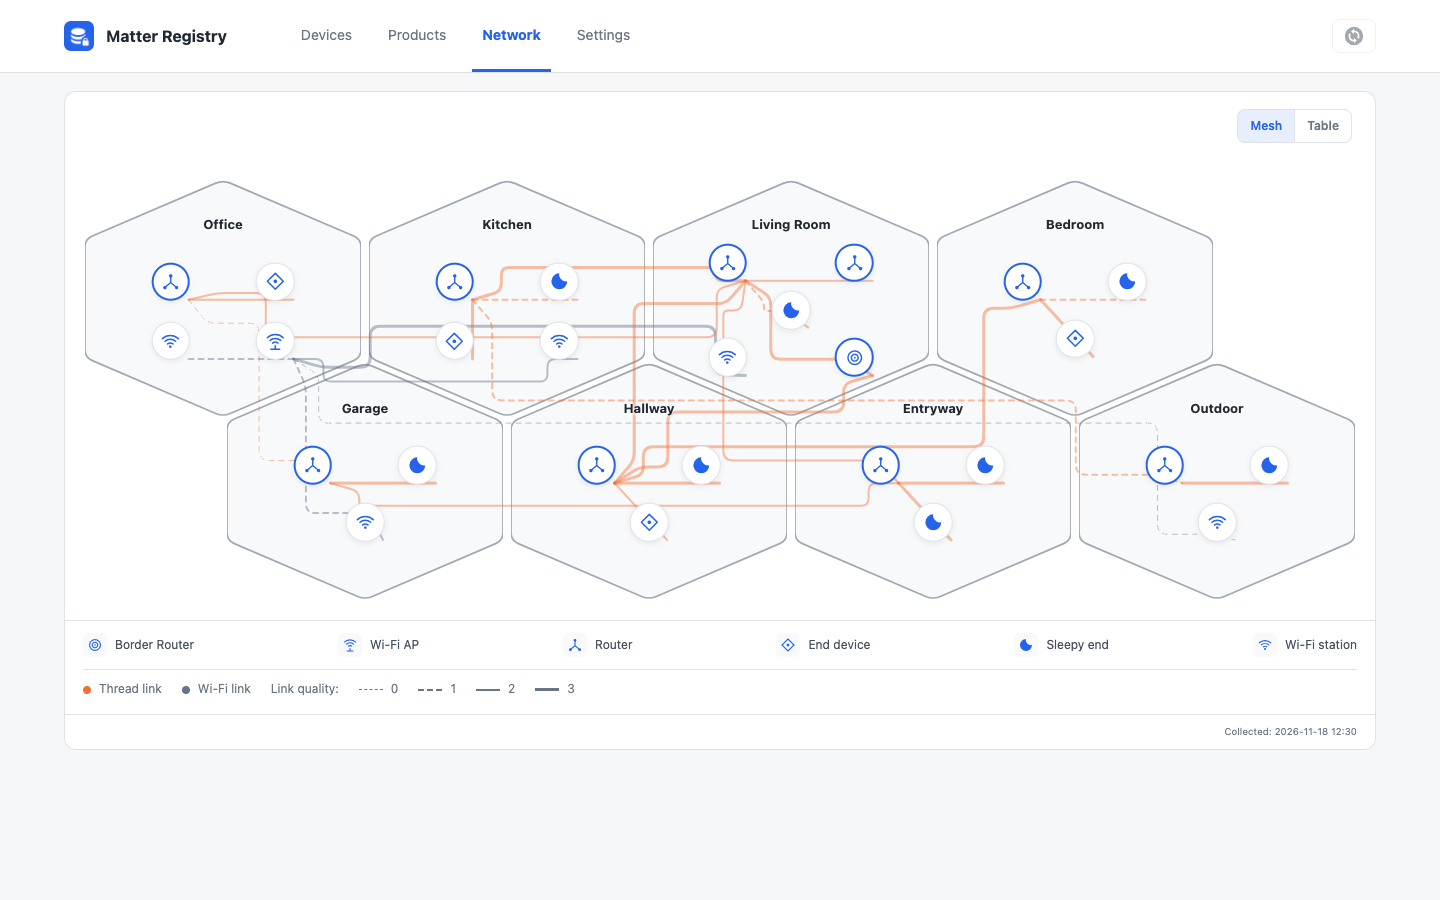 Matter Registry
Devices
Products
Network
Settings
Mesh
Table
Office
Kitchen
Living Room
Bedroom
Garage
Hallway
Entryway
Outdoor
Border Router
Wi-Fi AP
Router
End device
Sleepy end
Wi-Fi station
Thread link
Wi-Fi link
Link quality:
0
1
2
3
Collected: 2026-11-18 12:30